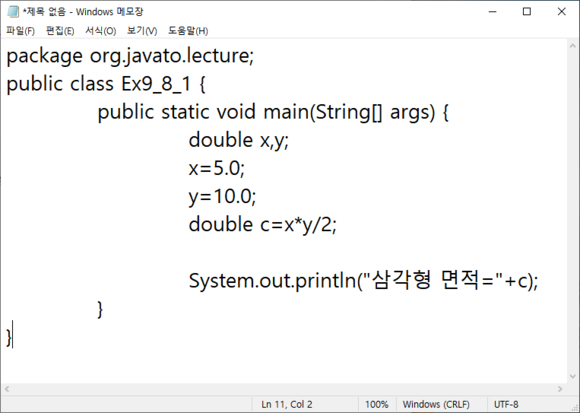 *제목 없음 - Windows 메모장
파일(F) 편집(E) 서식(O) 보기(V) 도움말(H)
package org.javato.lecture;
public class Ex9_8_1 {
public static void main(String[] args) {
double x,y;
x=5.0;
y=10.0;
double c=x*y/2;
System.out.println("삼각형 면적="+c);
}
}
Ln 11, Col 2 100% Windows (CRLF) UTF-8